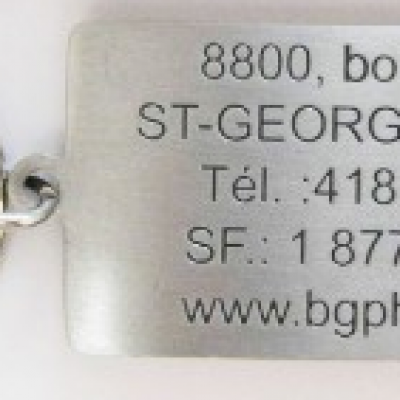 8800, bo
ST-GEORG
Tél. :418
SF.: 1 877
www.bgph